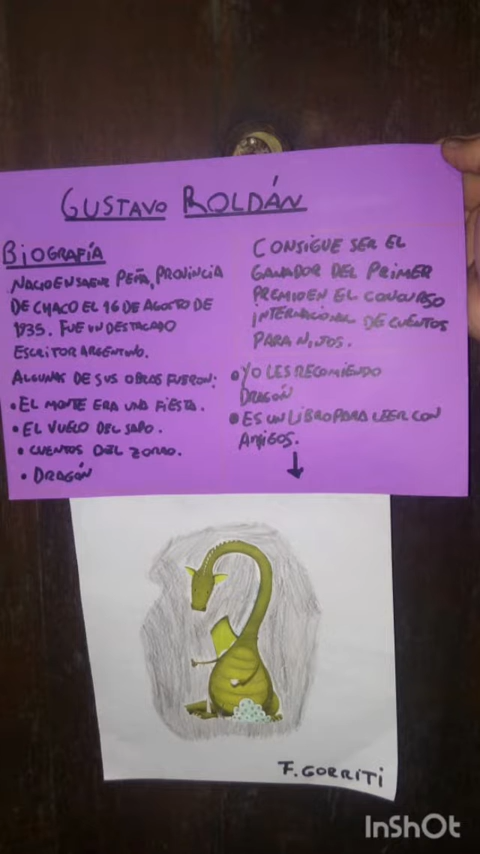 GUSTAVO ROLDÁN
BIOGRAFÍA
NACIO EN SAENZ PEÑA, PROVINCIA
DE CHACO EL 16 DE AGOSTO DE
1935. FUE UN DESTACADO
ESCRITOR ARGENTINO.
ALGUNAS DE SUS OBRAS FUERON:
• EL MONTE ERA UNA FIESTA.
• EL VUELO DEL SAPO.
• CUENTOS DEL ZORRO.
• DRAGÓN
CONSIGUE SER EL
GANADOR DEL PRIMER
PREMIO EN EL CONCURSO
INTERNACIONAL DE CUENTOS
PARA NIÑOS.
• YO LES RECOMIENDO
DRAGÓN
• ES UN LIBRO PARA LEER CON
AMIGOS.
F. GORRITI
InShOt